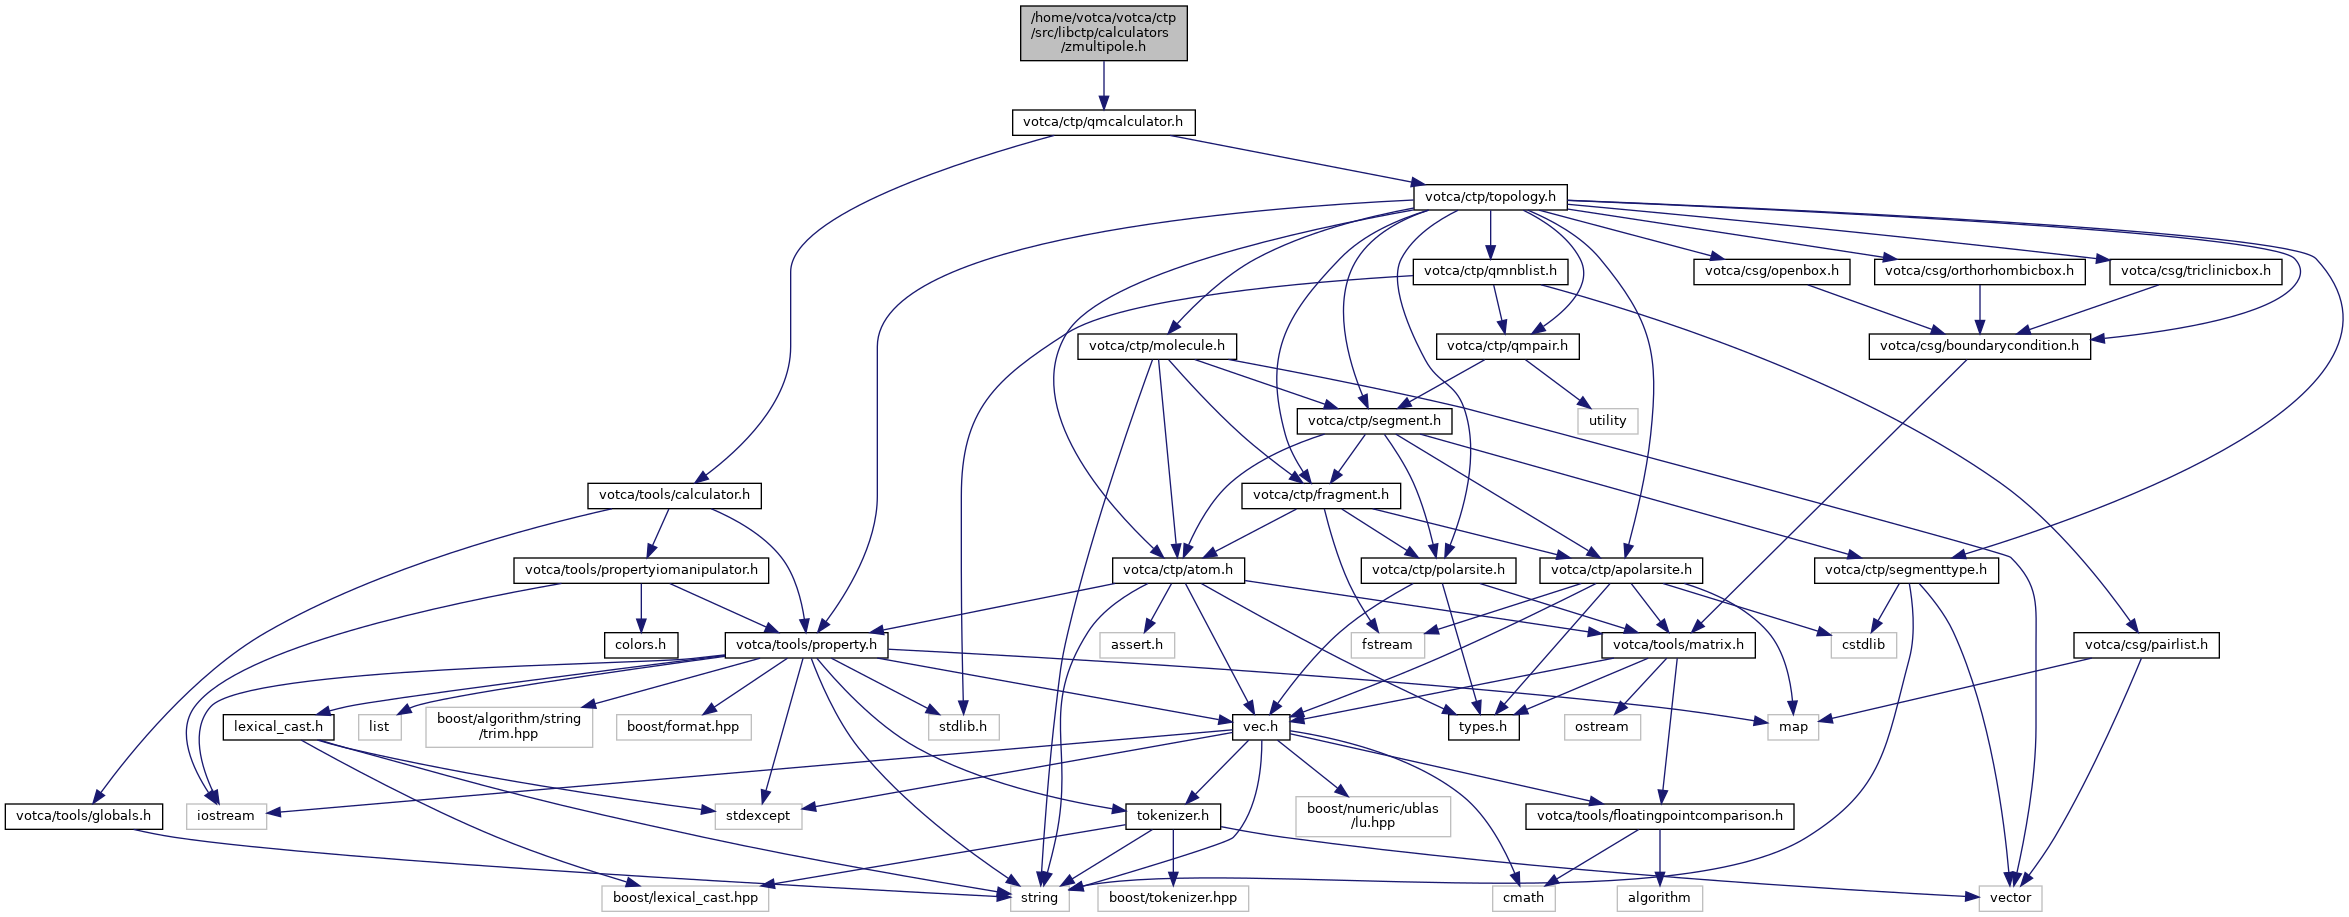 /home/votca/votca/ctp
/src/libctp/calculators
/zmultipole.h
votca/ctp/qmcalculator.h
votca/ctp/topology.h
votca/ctp/qmnblist.h
votca/csg/openbox.h
votca/csg/orthorhombicbox.h
votca/csg/triclinicbox.h
votca/ctp/molecule.h
votca/ctp/qmpair.h
votca/csg/boundarycondition.h
votca/ctp/segment.h
utility
votca/tools/calculator.h
votca/ctp/fragment.h
votca/tools/propertyiomanipulator.h
votca/ctp/atom.h
votca/ctp/polarsite.h
votca/ctp/apolarsite.h
votca/ctp/segmenttype.h
colors.h
votca/tools/property.h
assert.h
fstream
votca/tools/matrix.h
cstdlib
votca/csg/pairlist.h
lexical_cast.h
list
boost/algorithm/string
/trim.hpp
boost/format.hpp
stdlib.h
vec.h
types.h
ostream
map
votca/tools/globals.h
iostream
stdexcept
tokenizer.h
boost/numeric/ublas
/lu.hpp
votca/tools/floatingpointcomparison.h
boost/lexical_cast.hpp
string
boost/tokenizer.hpp
cmath
algorithm
vector